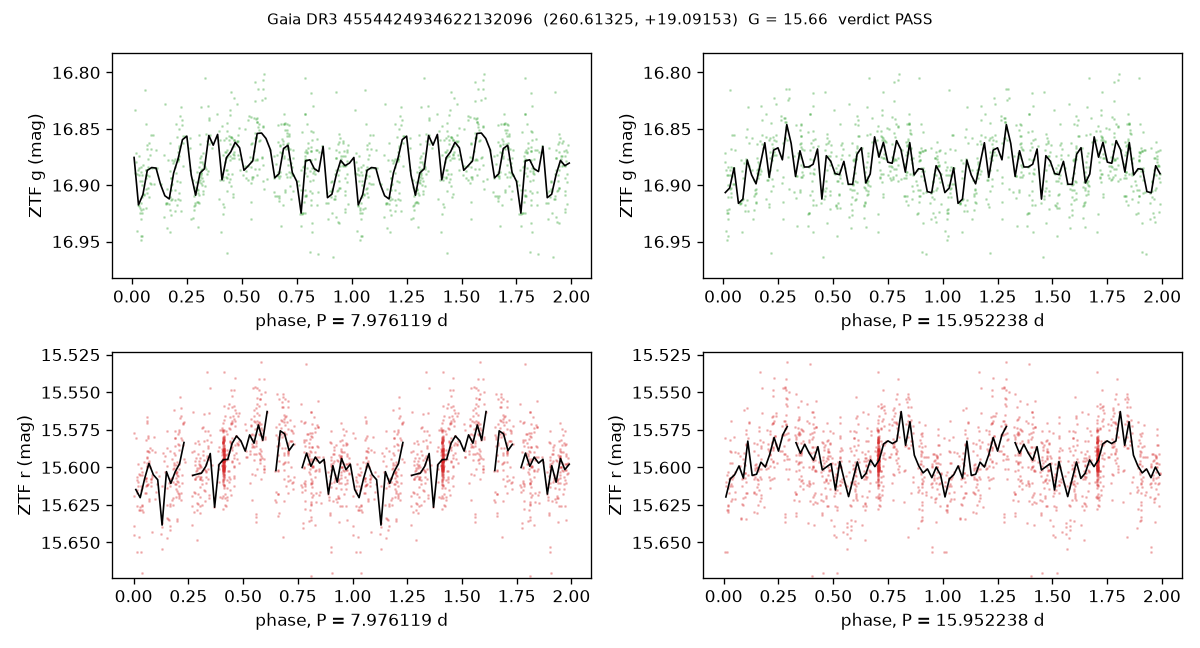 Gaia DR3 4554424934622132096 (260.61325, +19.09153) G = 15.66 verdict PASS
ZTF g (mag)
16.80
16.85
16.90
16.95
0.00 0.25 0.50 0.75 1.00 1.25 1.50 1.75 2.00
phase, P = 7.976119 d
ZTF g (mag)
16.80
16.85
16.90
16.95
0.00 0.25 0.50 0.75 1.00 1.25 1.50 1.75 2.00
phase, P = 15.952238 d
ZTF r (mag)
15.525
15.550
15.575
15.600
15.625
15.650
0.00 0.25 0.50 0.75 1.00 1.25 1.50 1.75 2.00
phase, P = 7.976119 d
ZTF r (mag)
15.525
15.550
15.575
15.600
15.625
15.650
0.00 0.25 0.50 0.75 1.00 1.25 1.50 1.75 2.00
phase, P = 15.952238 d